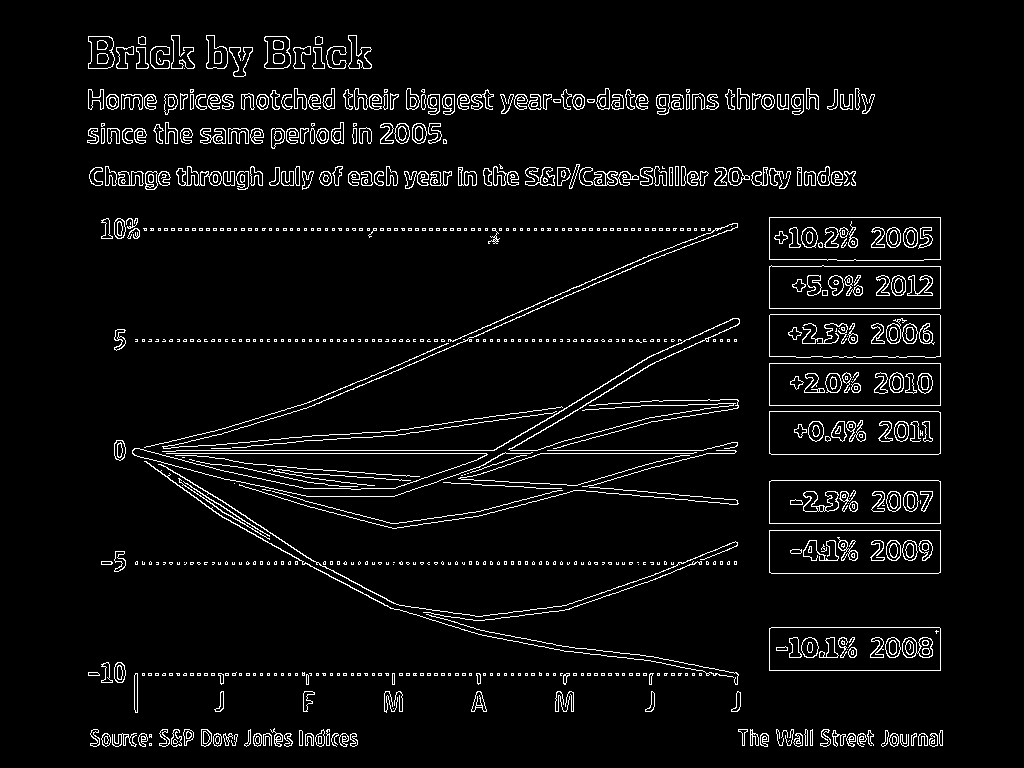 Brick by Brick
Home prices notched their biggest year-to-date gains through July
since the same period in 2005.
Change through July of each year in the S&P/Case-Shiller 20-city index
10%
5
0
−5
−10
+10.2% 2005
+5.9% 2012
+2.3% 2006
+2.0% 2010
+0.4% 2011
−2.3% 2007
−4.1% 2009
−10.1% 2008
J F M A M J J
Source: S&P Dow Jones Indices
The Wall Street Journal